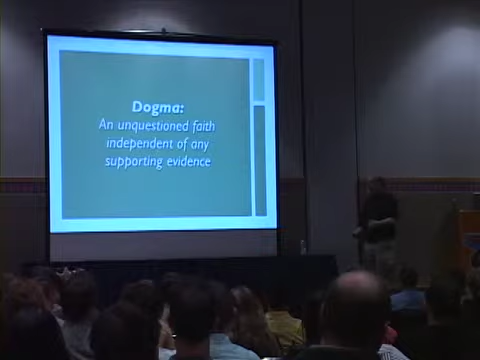 Dogma:
An unquestioned faith
independent of any
supporting evidence